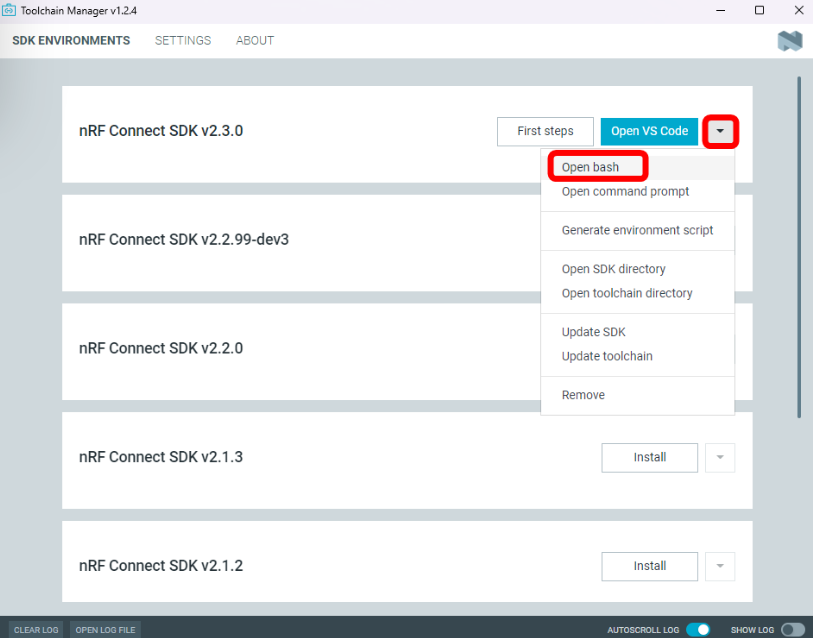 Toolchain Manager v1.2.4
SDK ENVIRONMENTS SETTINGS ABOUT
nRF Connect SDK v2.3.0 First steps Open VS Code
Open bash
Open command prompt
Generate environment script
nRF Connect SDK v2.2.99-dev3
Open SDK directory
Open toolchain directory
Update SDK
nRF Connect SDK v2.2.0
Update toolchain
Remove
nRF Connect SDK v2.1.3 Install
nRF Connect SDK v2.1.2 Install
CLEAR LOG OPEN LOG FILE AUTOSCROLL LOG SHOW LOG